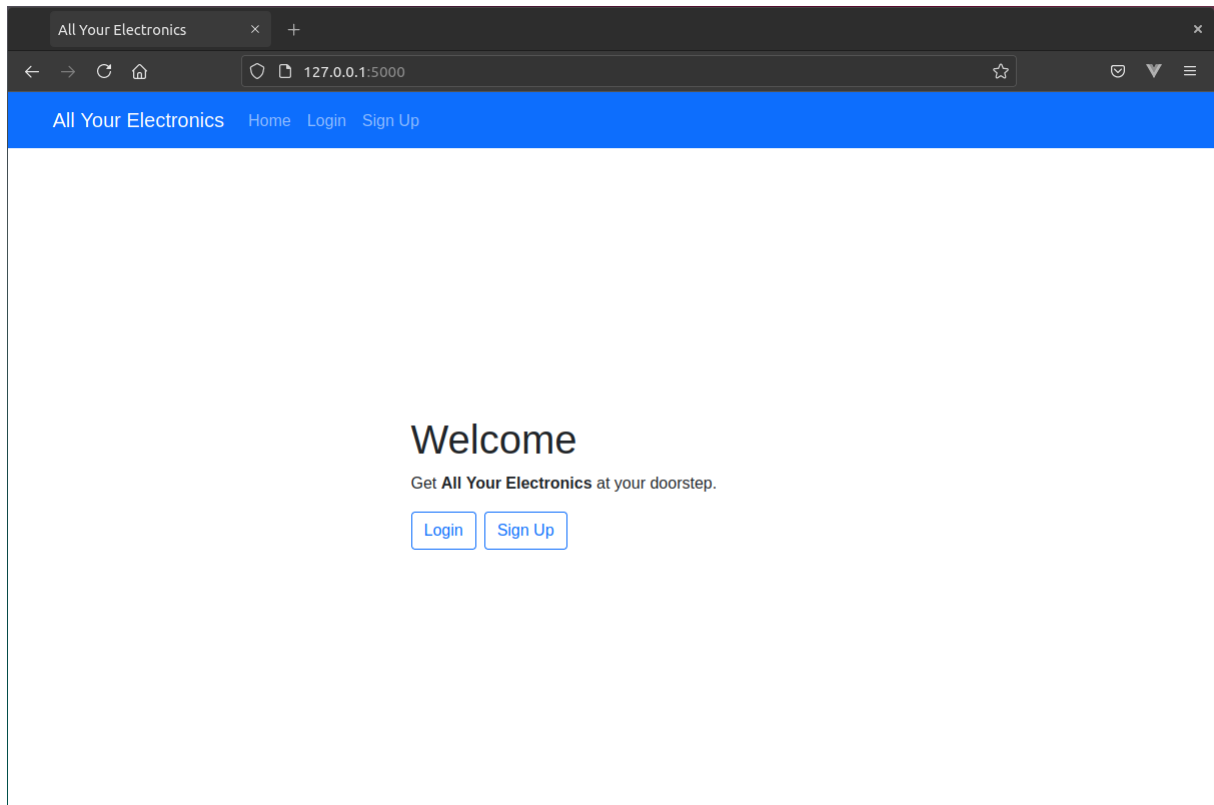 All Your Electronics
127.0.0.1:5000
All Your Electronics Home Login Sign Up
Welcome
Get All Your Electronics at your doorstep.
Login Sign Up